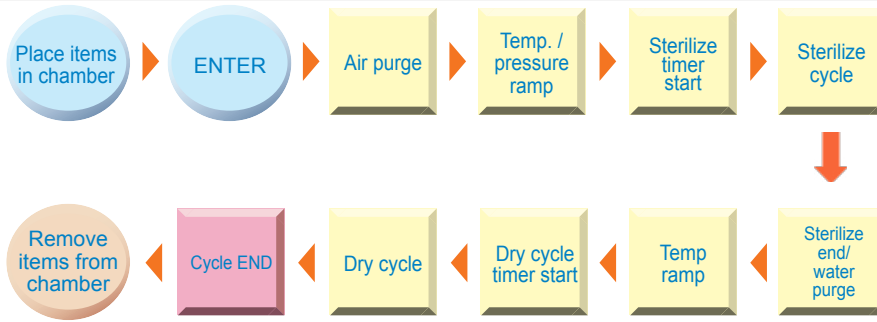 Place items
in chamber
ENTER
Air purge
Temp. /
pressure
ramp
Sterilize
timer
start
Sterilize
cycle
Sterilize
end/
water
purge
Temp
ramp
Dry cycle
timer start
Dry cycle
Cycle END
Remove
items from
chamber